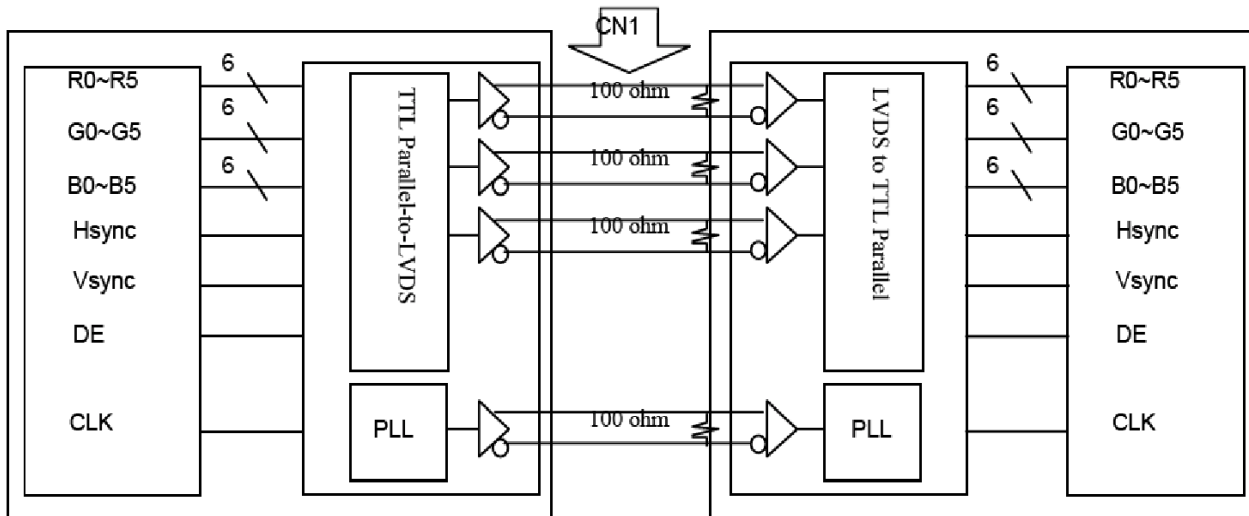 CN1
6
R0~R5
6
G0~G5
6
B0~B5
Hsync
Vsync
DE
CLK
TTL Parallel-to-LVDS
PLL
100 ohm
100 ohm
100 ohm
100 ohm
LVDS to TTL Parallel
PLL
6
R0~R5
6
G0~G5
6
B0~B5
Hsync
Vsync
DE
CLK